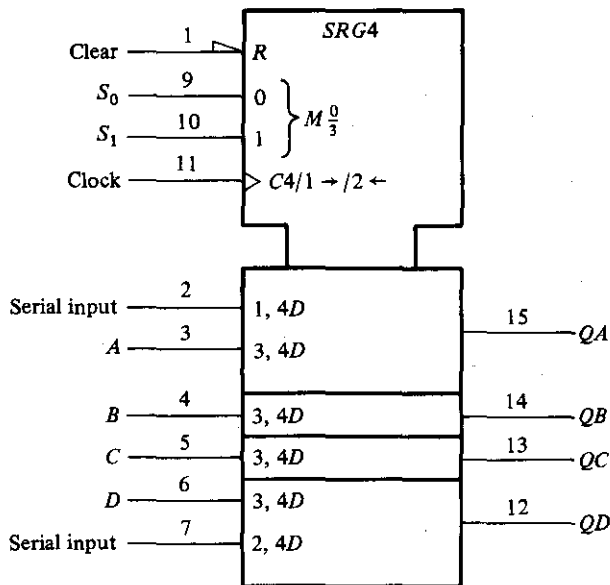 SRG4
Clear 1 R
S0 9 0
M 0/3
S1 10 1
Clock 11 C4/1 → /2 ←
Serial input 2 1, 4D
15 QA
A 3 3, 4D
B 4 3, 4D 14 QB
C 5 3, 4D 13 QC
D 6 3, 4D
12 QD
Serial input 7 2, 4D